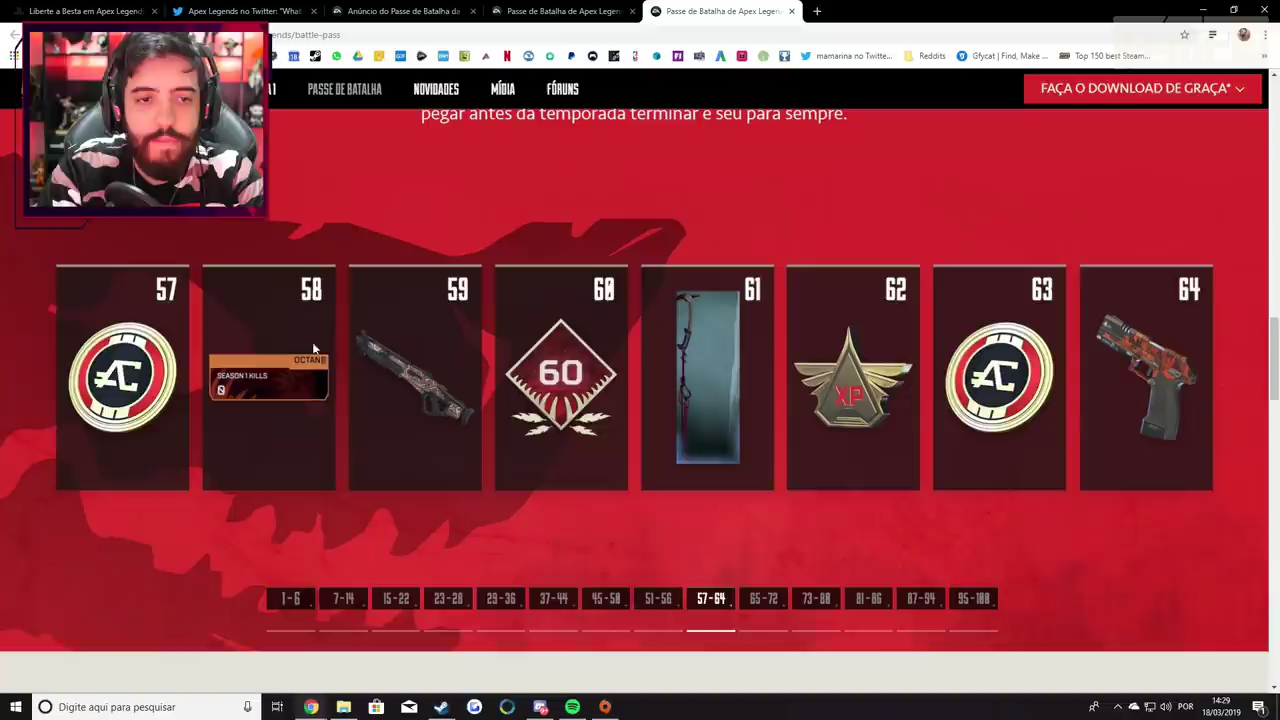 Liberte a Besta em Apex Legends
Apex Legends no Twitter: "What
Anúncio do Passe de Batalha da
Passe de Batalha de Apex Legen
Passe de Batalha de Apex Legen
ends/battle-pass
mamarina no Twitte...
Reddits
Gfycat | Find, Make ...
Top 150 best Steam...
PASSE DE BATALHA
NOVIDADES
MÍDIA
FÓRUNS
FAÇA O DOWNLOAD DE GRAÇA*
pegar antes da temporada terminar é seu para sempre.
57
58
59
60
61
62
63
64
OCTANE
SEASON 1 KILLS
0
60
XP
1-6
7-14
15-22
23-28
29-36
37-44
45-50
51-56
57-64
65-72
73-80
81-86
87-94
95-100
Digite aqui para pesquisar
POR
14:29
18/03/2019